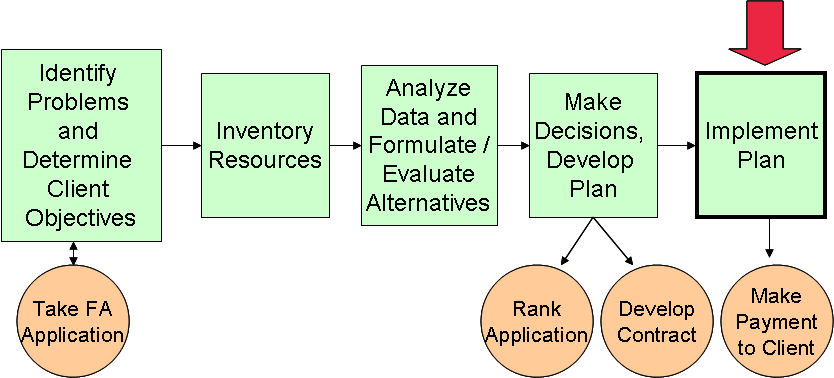 Identify
Problems
and
Determine
Client
Objectives
Inventory
Resources
Analyze
Data and
Formulate /
Evaluate
Alternatives
Make
Decisions,
Develop
Plan
Implement
Plan
Take FA
Application
Rank
Application
Develop
Contract
Make
Payment
to Client